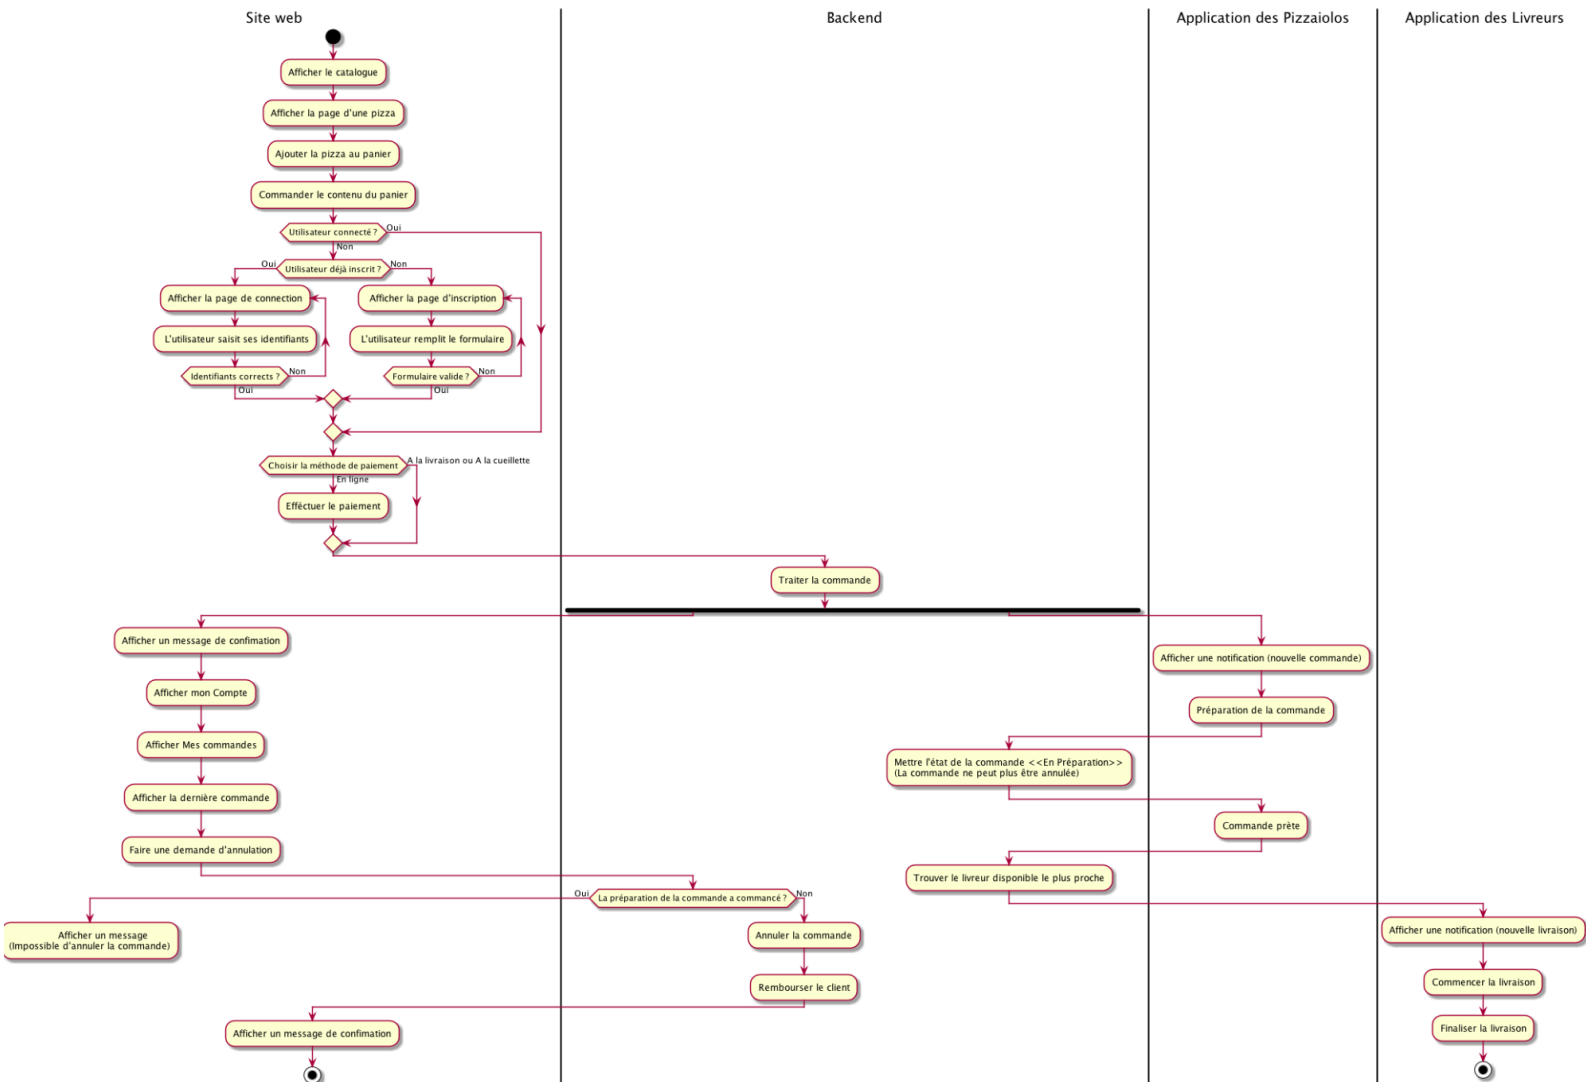 Site web
Backend
Application des Pizzaiolos
Application des Livreurs
Afficher le catalogue
Afficher la page d'une pizza
Ajouter la pizza au panier
Commander le contenu du panier
Utilisateur connecté ?
Oui
Non
Utilisateur déjà inscrit ?
Oui
Non
Afficher la page de connection
Afficher la page d'inscription
L'utilisateur saisit ses identifiants
L'utilisateur remplit le formulaire
Identifiants corrects ?
Non
Formulaire valide ?
Non
Oui
Oui
Choisir la méthode de paiement
A la livraison ou A la cueillette
En ligne
Effectuer le paiement
Traiter la commande
Afficher un message de confimation
Afficher une notification (nouvelle commande)
Afficher mon Compte
Préparation de la commande
Afficher Mes commandes
Mettre l'état de la commande <<En Préparation>>
(La commande ne peut plus être annulée)
Afficher la dernière commande
Commande prète
Faire une demande d'annulation
Trouver le livreur disponible le plus proche
La préparation de la commande a commancé ?
Oui
Non
Afficher un message
(Impossible d'annuler la commande)
Annuler la commande
Afficher une notification (nouvelle livraison)
Commencer la livraison
Rembourser le client
Finaliser la livraison
Afficher un message de confimation